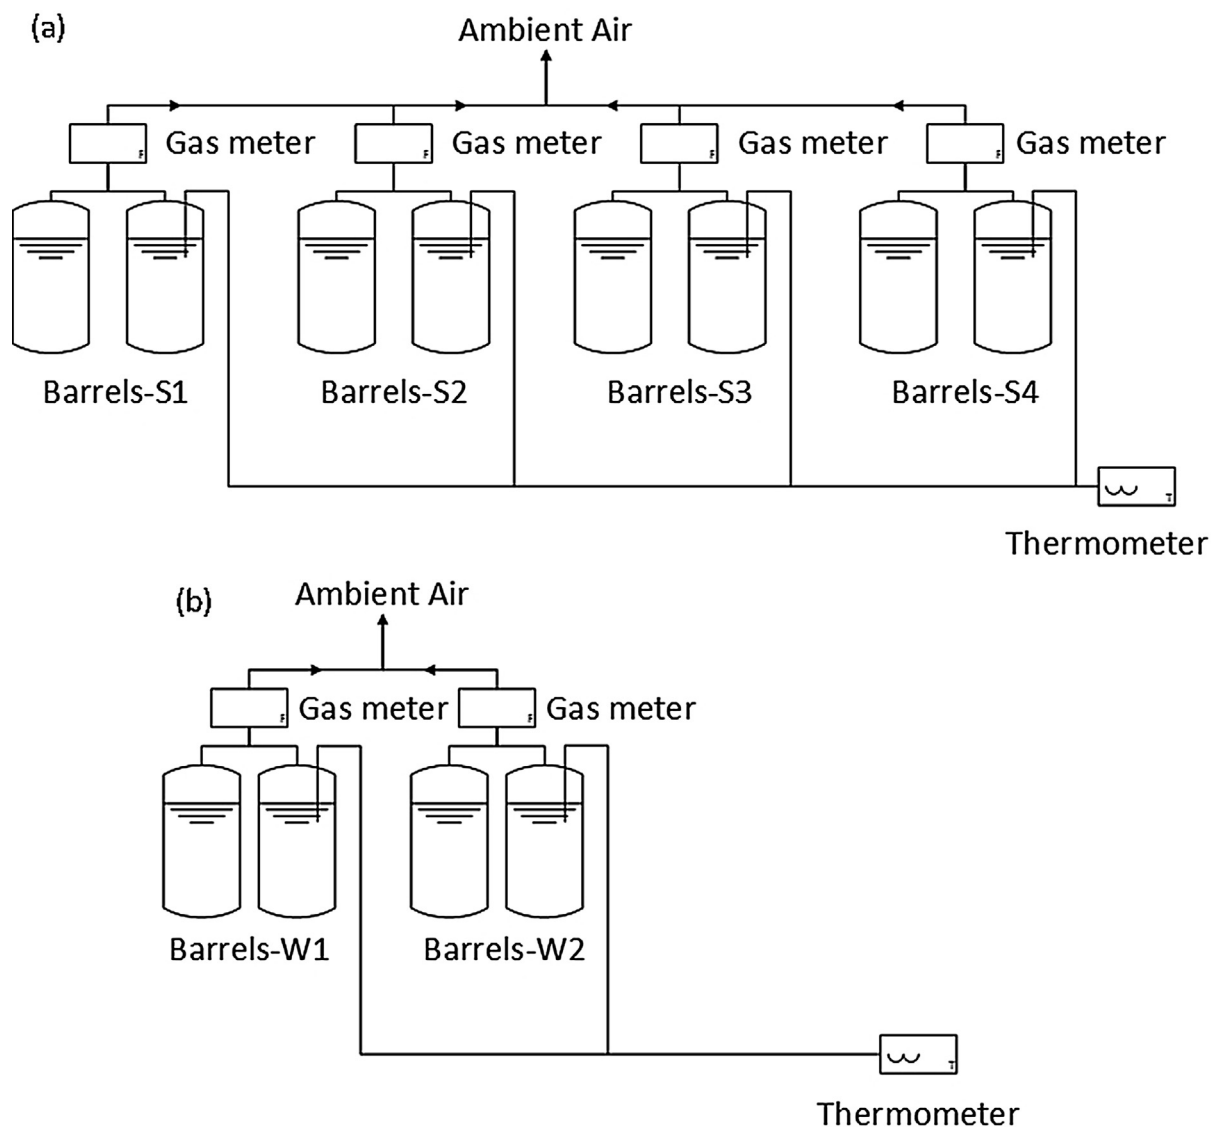 (a)
Ambient Air
F Gas meter F Gas meter F Gas meter F Gas meter
Barrels-S1 Barrels-S2 Barrels-S3 Barrels-S4
T
Thermometer
(b)
Ambient Air
F Gas meter F Gas meter
Barrels-W1 Barrels-W2
T
Thermometer